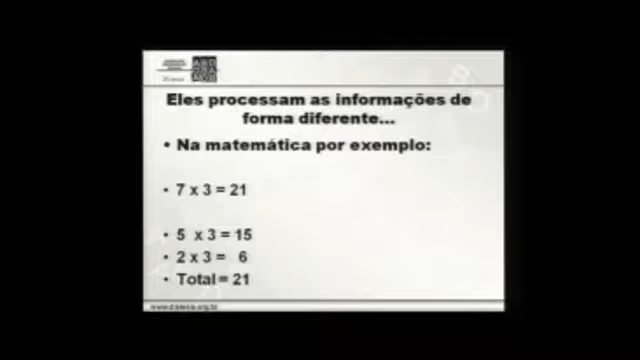 Eles processam as informações de
forma diferente...
• Na matemática por exemplo:
• 7 x 3 = 21
• 5 x 3 = 15
• 2 x 3 = 6
• Total = 21